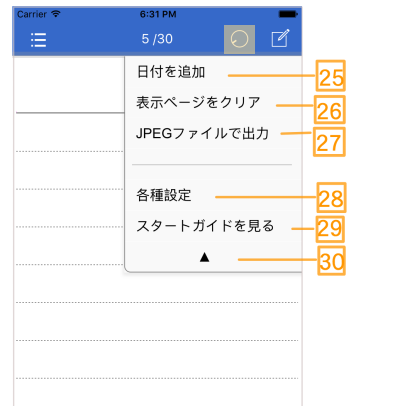 Carrier 6:31 PM
5 /30
日付を追加 25
表示ページをクリア 26
JPEGファイルで出力 27
各種設定 28
スタートガイドを見る 29
▲ 30